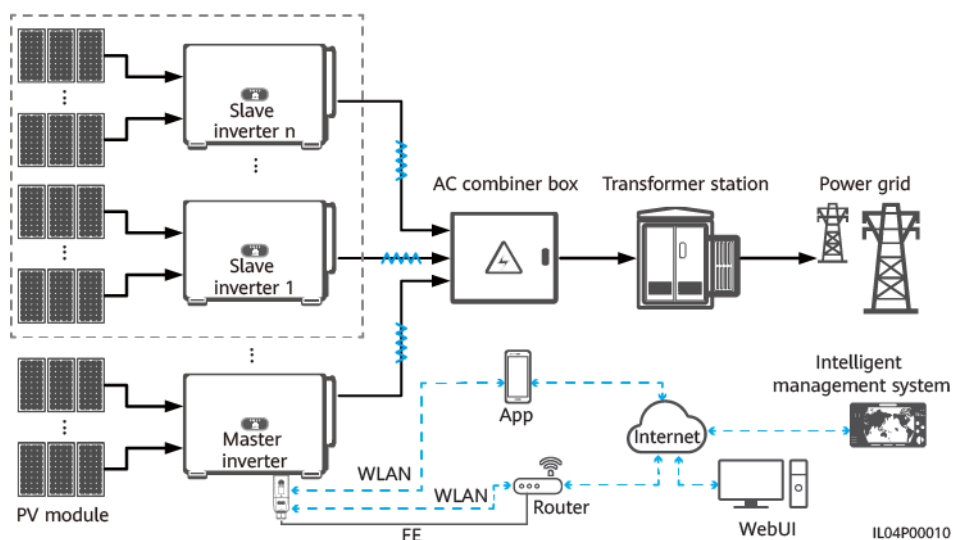 Slave
inverter n
Slave
inverter 1
AC combiner box
Transformer station
Power grid
Master
inverter
PV module
WLAN
WLAN
FE
App
Router
Internet
Intelligent
management system
WebUI
IL04P00010